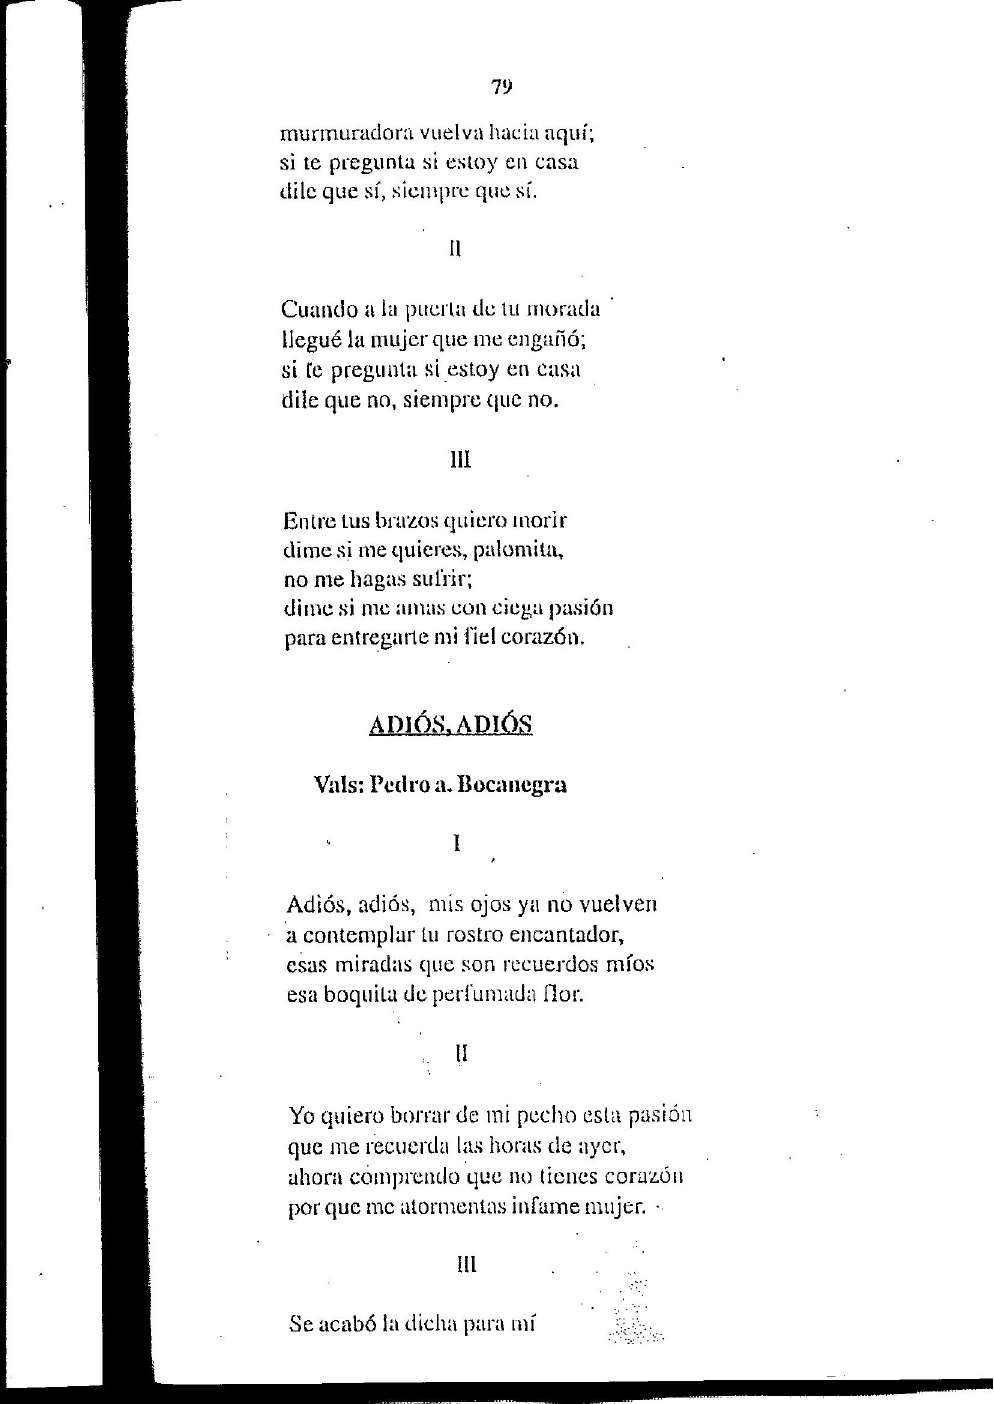 79
murmuradora vuelva hacia aquí;
si te pregunta si estoy en casa
dile que sí, siempre que sí.
II
Cuando a la puerta de tu morada
llegué la mujer que me engañó;
si te pregunta si estoy en casa
dile que no, siempre que no.
III
Entre tus brazos quiero morir
dime si me quieres, palomita,
no me hagas sufrir;
dime si me amas con ciega pasión
para entregarte mi fiel corazón.
ADIÓS, ADIÓS
Vals: Pedro a. Bocanegra
I
Adiós, adiós, mis ojos ya no vuelven
a contemplar tu rostro encantador,
esas miradas que son recuerdos míos
esa boquita de perfumada flor.
II
Yo quiero borrar de mi pecho esta pasión
que me recuerda las horas de ayer,
ahora comprendo que no tienes corazón
por que me atormentas infame mujer.
III
Se acabó la dicha para mí